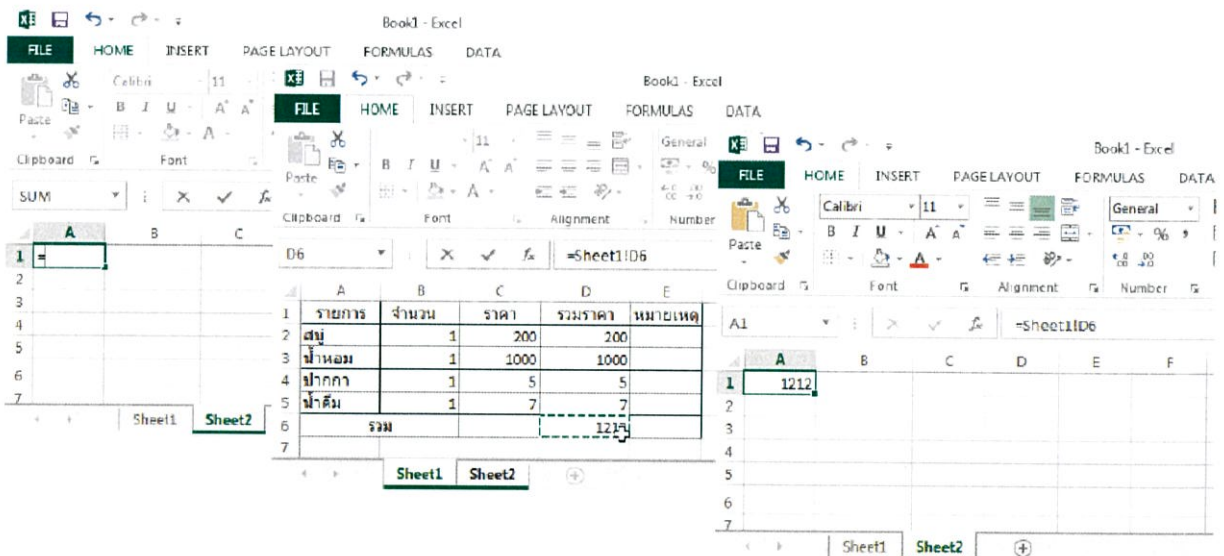 Book1 - Excel
FILE HOME INSERT PAGE LAYOUT FORMULAS DATA
Calibri 11
Paste B I U A A
A
Clipboard Font
SUM fx
A B C
1 =
2
3
4
5
6
7
Sheet1 Sheet2
Book1 - Excel
FILE HOME INSERT PAGE LAYOUT FORMULAS DATA
11 General
Paste B I U A A %
A
Clipboard Font Alignment Number
D6 fx =Sheet1!D6
A B C D E
1 รายการ จำนวน ราคา รวมราคา หมายเหตุ
2 สบู่ 1 200 200
3 น้ำหอม 1 1000 1000
4 ปากกา 1 5 5
5 น้ำดื่ม 1 7 7
6 รวม
7
Sheet1 Sheet2
Book1 - Excel
FILE HOME INSERT PAGE LAYOUT FORMULAS DATA
Calibri 11 General
Paste B I U A A % ,
A
Clipboard Font Alignment Number
A1 fx =Sheet1!D6
A B C D E F
1 1212
2
3
4
5
6
7
Sheet1 Sheet2